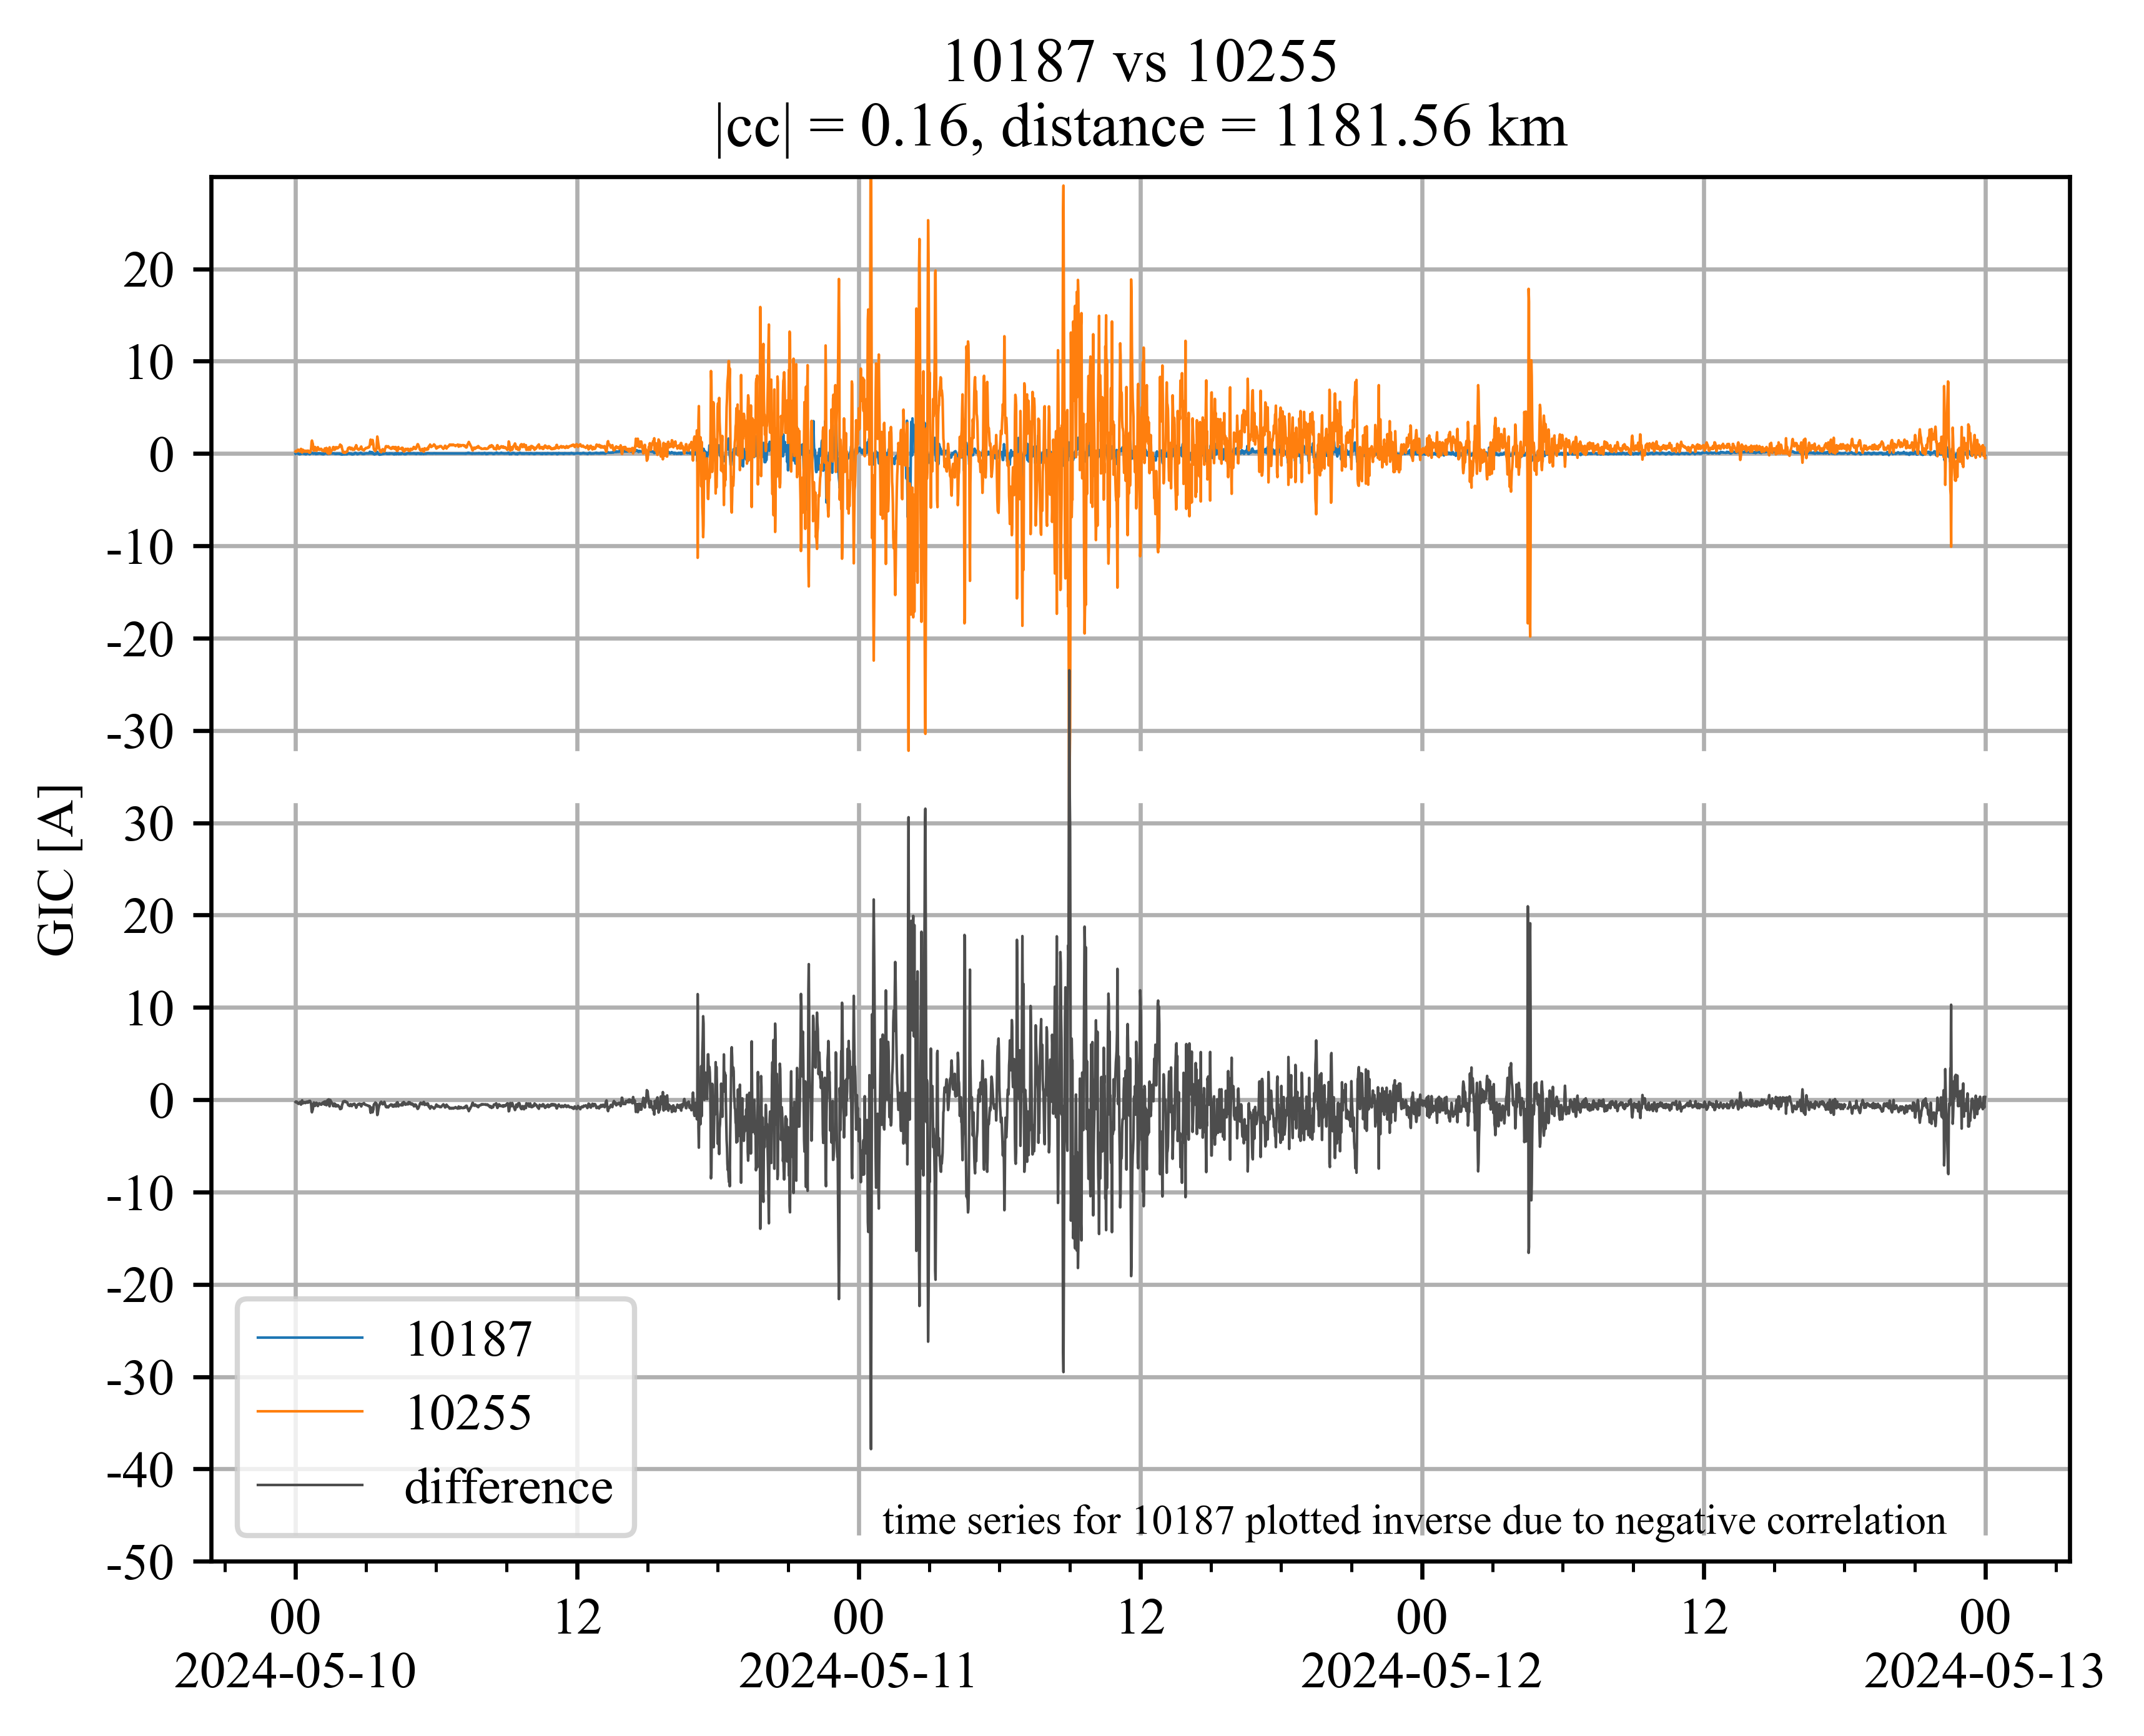 10187 vs 10255
|cc| = 0.16, distance = 1181.56 km
GIC [A]
20
10
0
-10
-20
-30
30
20
10
0
-10
-20
-30
-40
-50
10187
10255
difference
time series for 10187 plotted inverse due to negative correlation
00 12 00 12 00 12 00
2024-05-10 2024-05-11 2024-05-12 2024-05-13